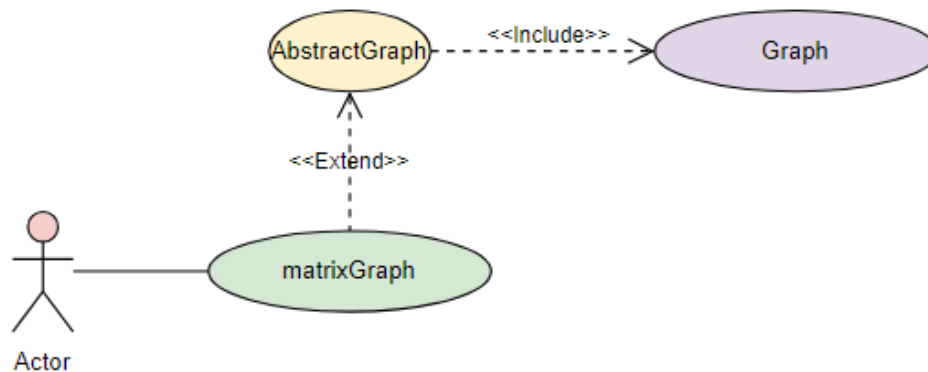 <<Include>>
AbstractGraph
Graph
<<Extend>>
matrixGraph
Actor